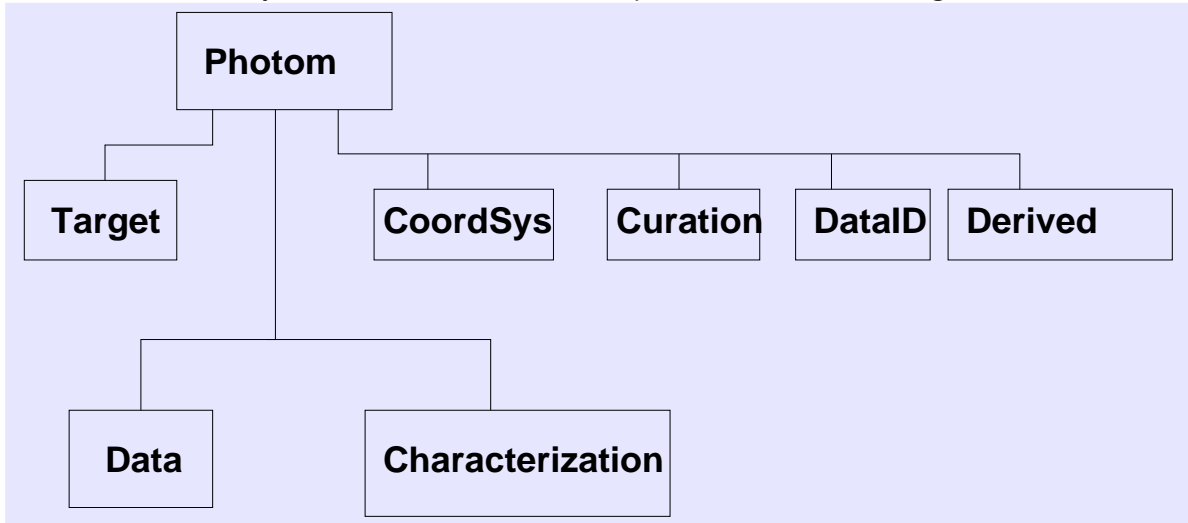 Photom
Target
CoordSys
Curation
DataID
Derived
Data
Characterization